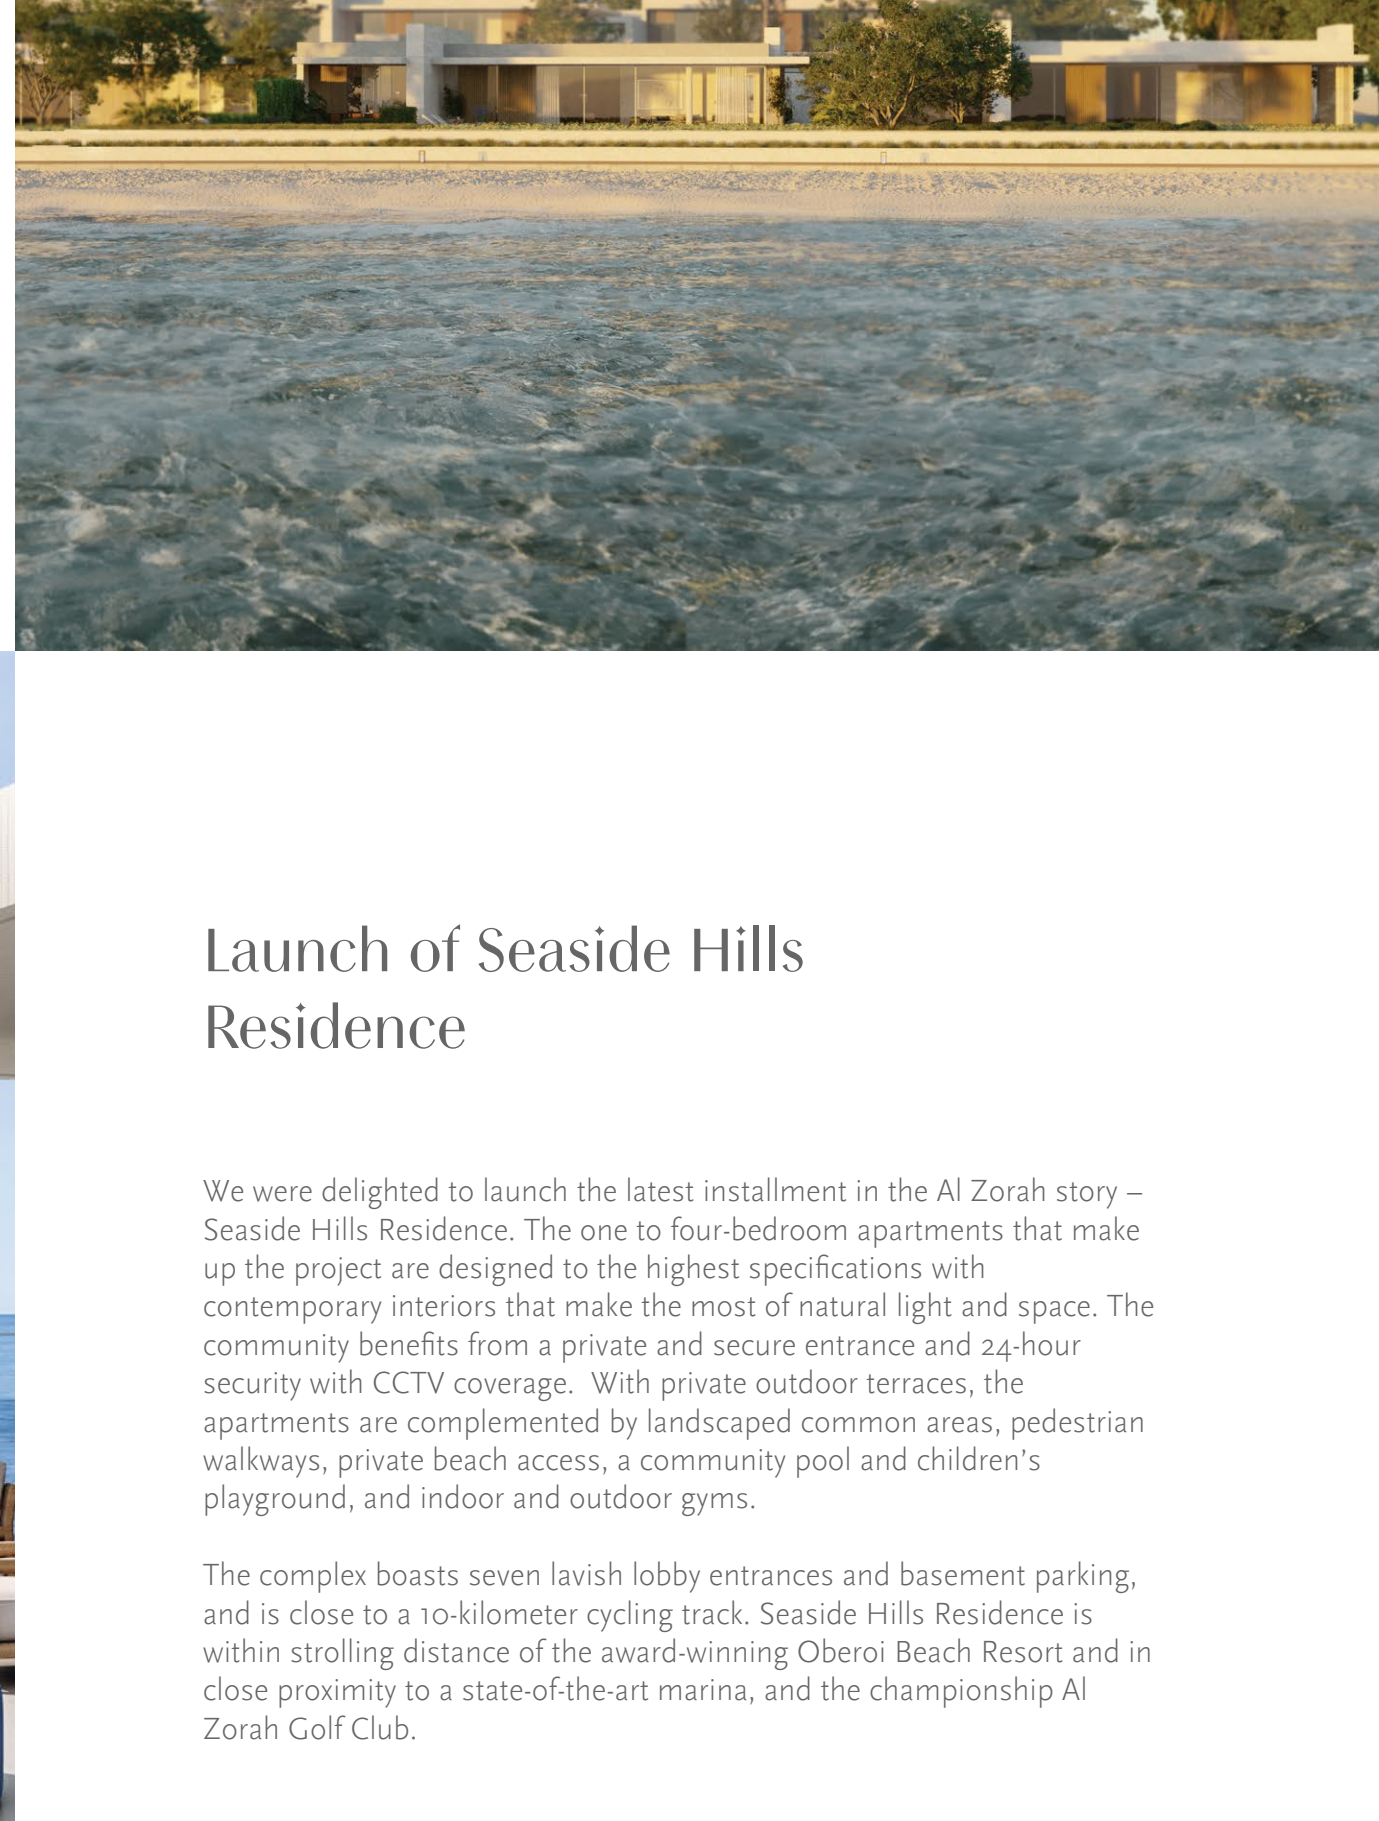 Launch of Seaside Hills
Residence
We were delighted to launch the latest installment in the Al Zorah story –
Seaside Hills Residence. The one to four-bedroom apartments that make
up the project are designed to the highest specifications with
contemporary interiors that make the most of natural light and space. The
community benefits from a private and secure entrance and 24-hour
security with CCTV coverage.  With private outdoor terraces, the
apartments are complemented by landscaped common areas, pedestrian
walkways, private beach access, a community pool and children’s
playground, and indoor and outdoor gyms.
The complex boasts seven lavish lobby entrances and basement parking,
and is close to a 10-kilometer cycling track. Seaside Hills Residence is
within strolling distance of the award-winning Oberoi Beach Resort and in
close proximity to a state-of-the-art marina, and the championship Al
Zorah Golf Club.